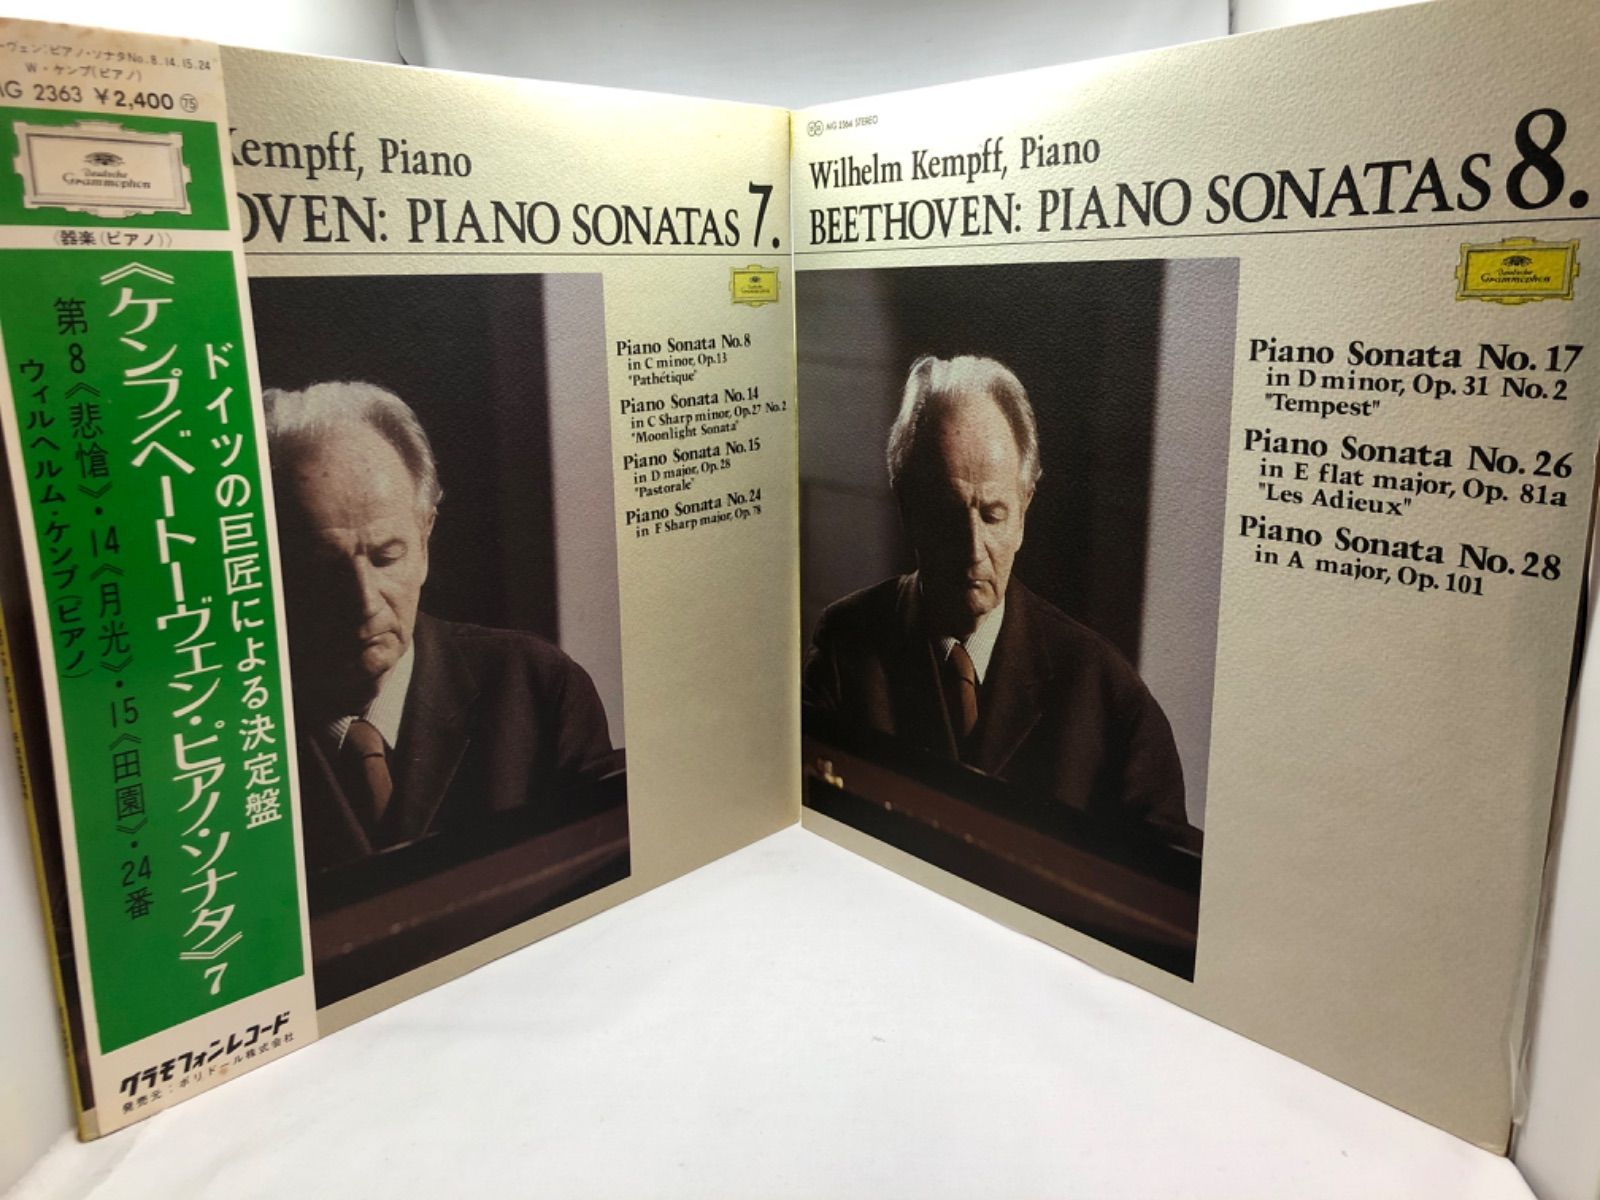 ーヴェン:ピアノ・ソナタNo.8.14.15.24
W・ケンプ(ピアノ)
MG 2363 ¥2,400 75
Deutsche
Grammophon
《器楽(ピアノ)》
ドイツの巨匠による決定盤
《ケンプ/ベートーヴェン・ピアノ・ソナタ》7
第8《悲愴》・14《月光》・15《田園》・24番
ウィルヘルム・ケンプ(ピアノ)
グラモフォンレコード
発売元:ポリドール株式会社
Kempff, Piano
OVEN: PIANO SONATAS 7.
Deutsche
Grammophon
Piano Sonata No.8
in C minor, Op.13
"Pathétique"
Piano Sonata No.14
in C Sharp minor, Op.27 No.2
"Moonlight Sonata"
Piano Sonata No.15
in D major, Op.28
"Pastorale"
Piano Sonata No.24
in F Sharp major, Op.78
MG 2364 STEREO
Wilhelm Kempff, Piano
BEETHOVEN: PIANO SONATAS 8.
Deutsche
Grammophon
Piano Sonata No.17
in D minor, Op.31 No.2
"Tempest"
Piano Sonata No.26
in E flat major, Op. 81a
"Les Adieux"
Piano Sonata No.28
in A major, Op.101